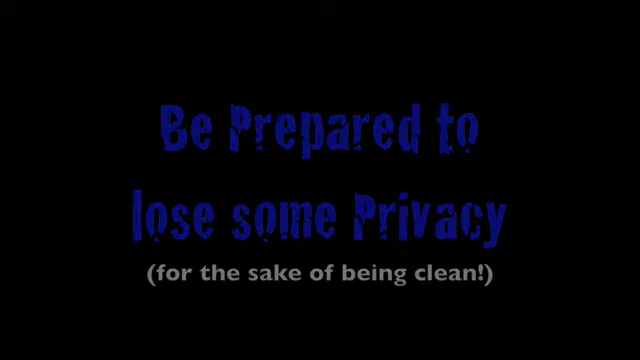 Be Prepared to
lose some Privacy
(for the sake of being clean!)